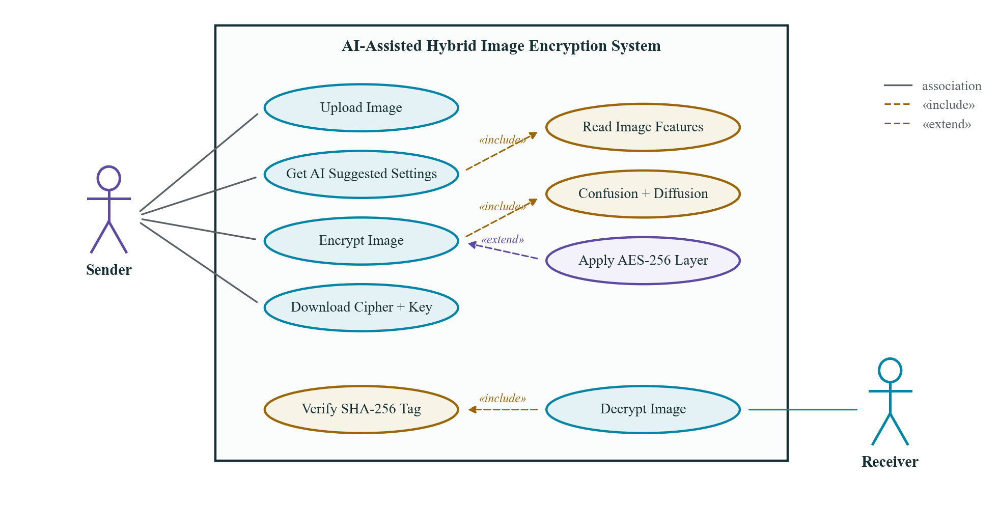 AI-Assisted Hybrid Image Encryption System
Upload Image
Read Image Features
association
«include»
«extend»
«include»
Get AI Suggested Settings
Confusion + Diffusion
«include»
Encrypt Image
«extend»
Apply AES-256 Layer
Sender
Download Cipher + Key
Verify SHA-256 Tag
«include»
Decrypt Image
Receiver